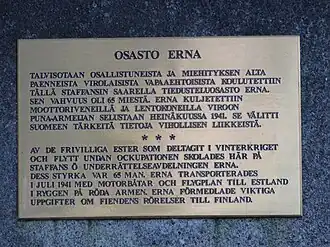 OSASTO ERNA
TALVISOTAAN OSALLISTUNEISTA JA MIEHITYKSEN ALTA
PAENNEISTA VIROLAISISTA VAPAAEHTOISISTA KOULUTETTIIN
TÄLLÄ STAFFANSIN SAARELLA TIEDUSTELUOSASTO ERNA.
SEN VAHVUUS OLI 65 MIESTÄ. ERNA KULJETETTIIN
MOOTTORIVENEILLÄ JA LENTOKONEILLA VIROON
PUNA-ARMEIJAN SELUSTAAN HEINÄKUUSSA 1941. SE VÄLITTI
SUOMEEN TÄRKEITÄ TIETOJA VIHOLLISEN LIIKKEISTÄ.
* * *
AV DE FRIVILLIGA ESTER SOM DELTAGIT I VINTERKRIGET
OCH FLYTT UNDAN OCKUPATIONEN SKOLADES HÄR PÅ
STAFFANS Ö UNDERRÄTTELSEAVDELNINGEN ERNA.
DESS STYRKA VAR 65 MAN. ERNA TRANSPORTERADES
I JULI 1941 MED MOTORBÅTAR OCH FLYGPLAN TILL ESTLAND
I RYGGEN PÅ RÖDA ARMEN. ERNA FÖRMEDLADE VIKTIGA
UPPGIFTER OM FIENDENS RÖRELSER TILL FINLAND.